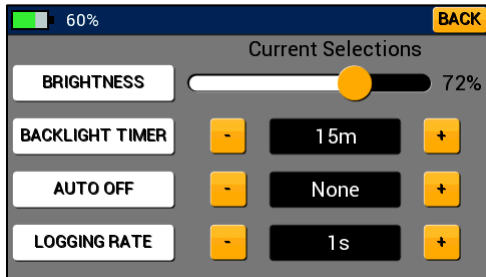 60% BACK
Current Selections
BRIGHTNESS 72%
BACKLIGHT TIMER - 15m +
AUTO OFF - None +
LOGGING RATE - 1s +